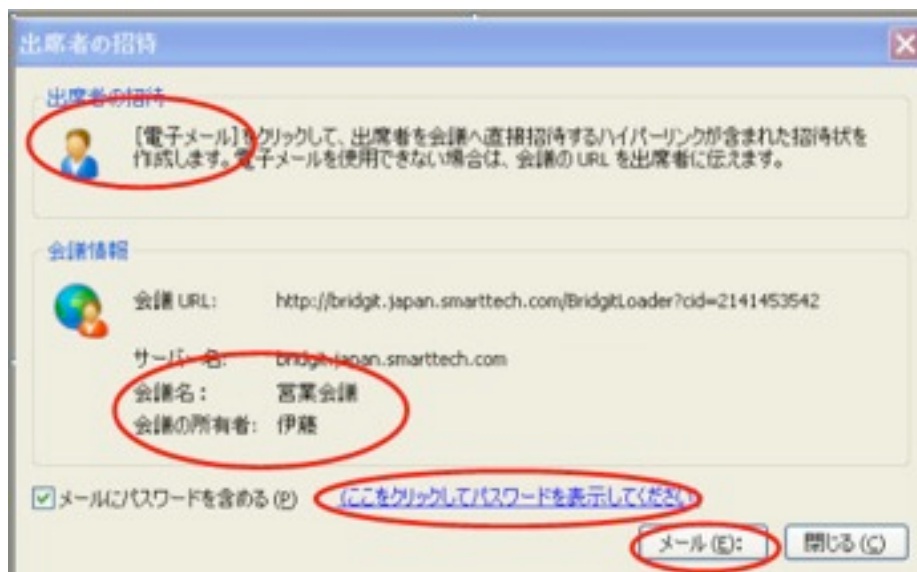 出席者の招待
出席者の招待
[電子メール]をクリックして、出席者を会議へ直接招待するハイパーリンクが含まれた招待状を
作成します。電子メールを使用できない場合は、会議の URL を出席者に伝えます。
会議情報
会議 URL: http://bridgit.japan.smarttech.com/BridgitLoader?cid=2141453542
サーバー名: bridgit.japan.smarttech.com
会議名: 営業会議
会議の所有者: 伊藤
メールにパスワードを含める (P) (ここをクリックしてパスワードを表示してください)
メール (E): 閉じる (C)